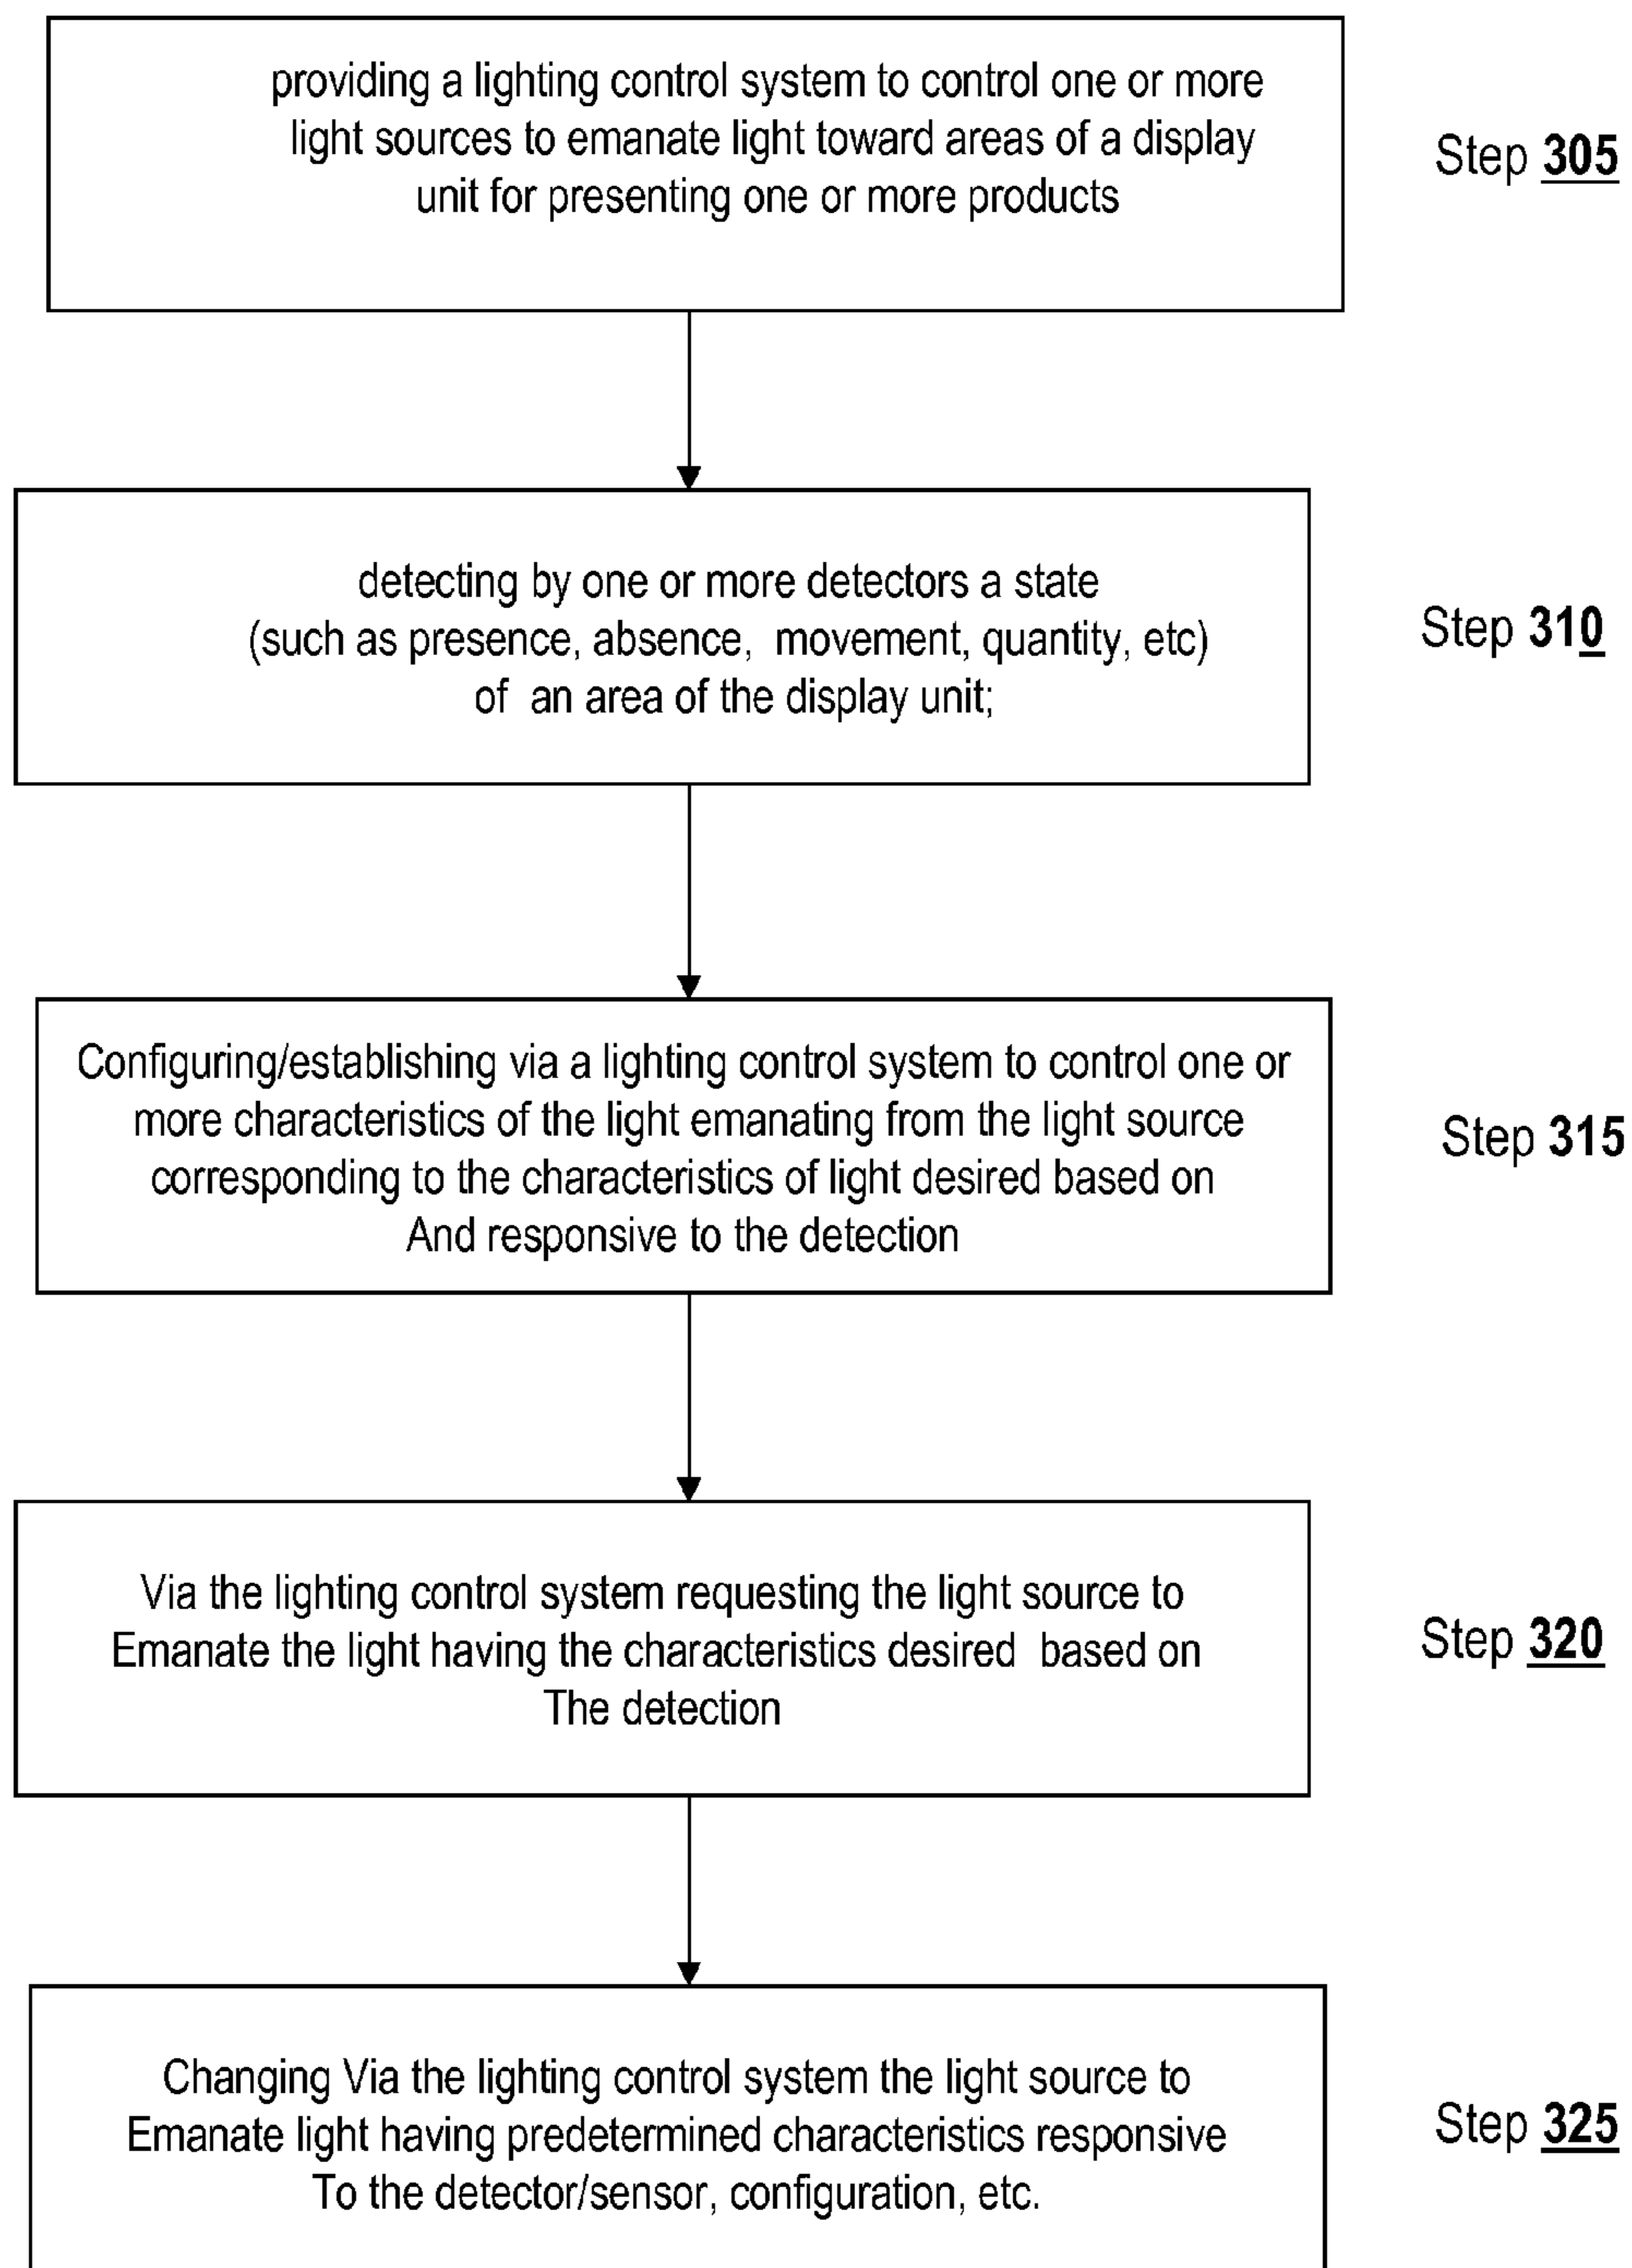 providing a lighting control system to control one or more
light sources to emanate light toward areas of a display
unit for presenting one or more products
Step 305
detecting by one or more detectors a state
(such as presence, absence, movement, quantity, etc)
of an area of the display unit;
Step 310
Configuring/establishing via a lighting control system to control one or
more characteristics of the light emanating from the light source
corresponding to the characteristics of light desired based on
And responsive to the detection
Step 315
Via the lighting control system requesting the light source to
Emanate the light having the characteristics desired based on
The detection
Step 320
Changing Via the lighting control system the light source to
Emanate light having predetermined characteristics responsive
To the detector/sensor, configuration, etc.
Step 325